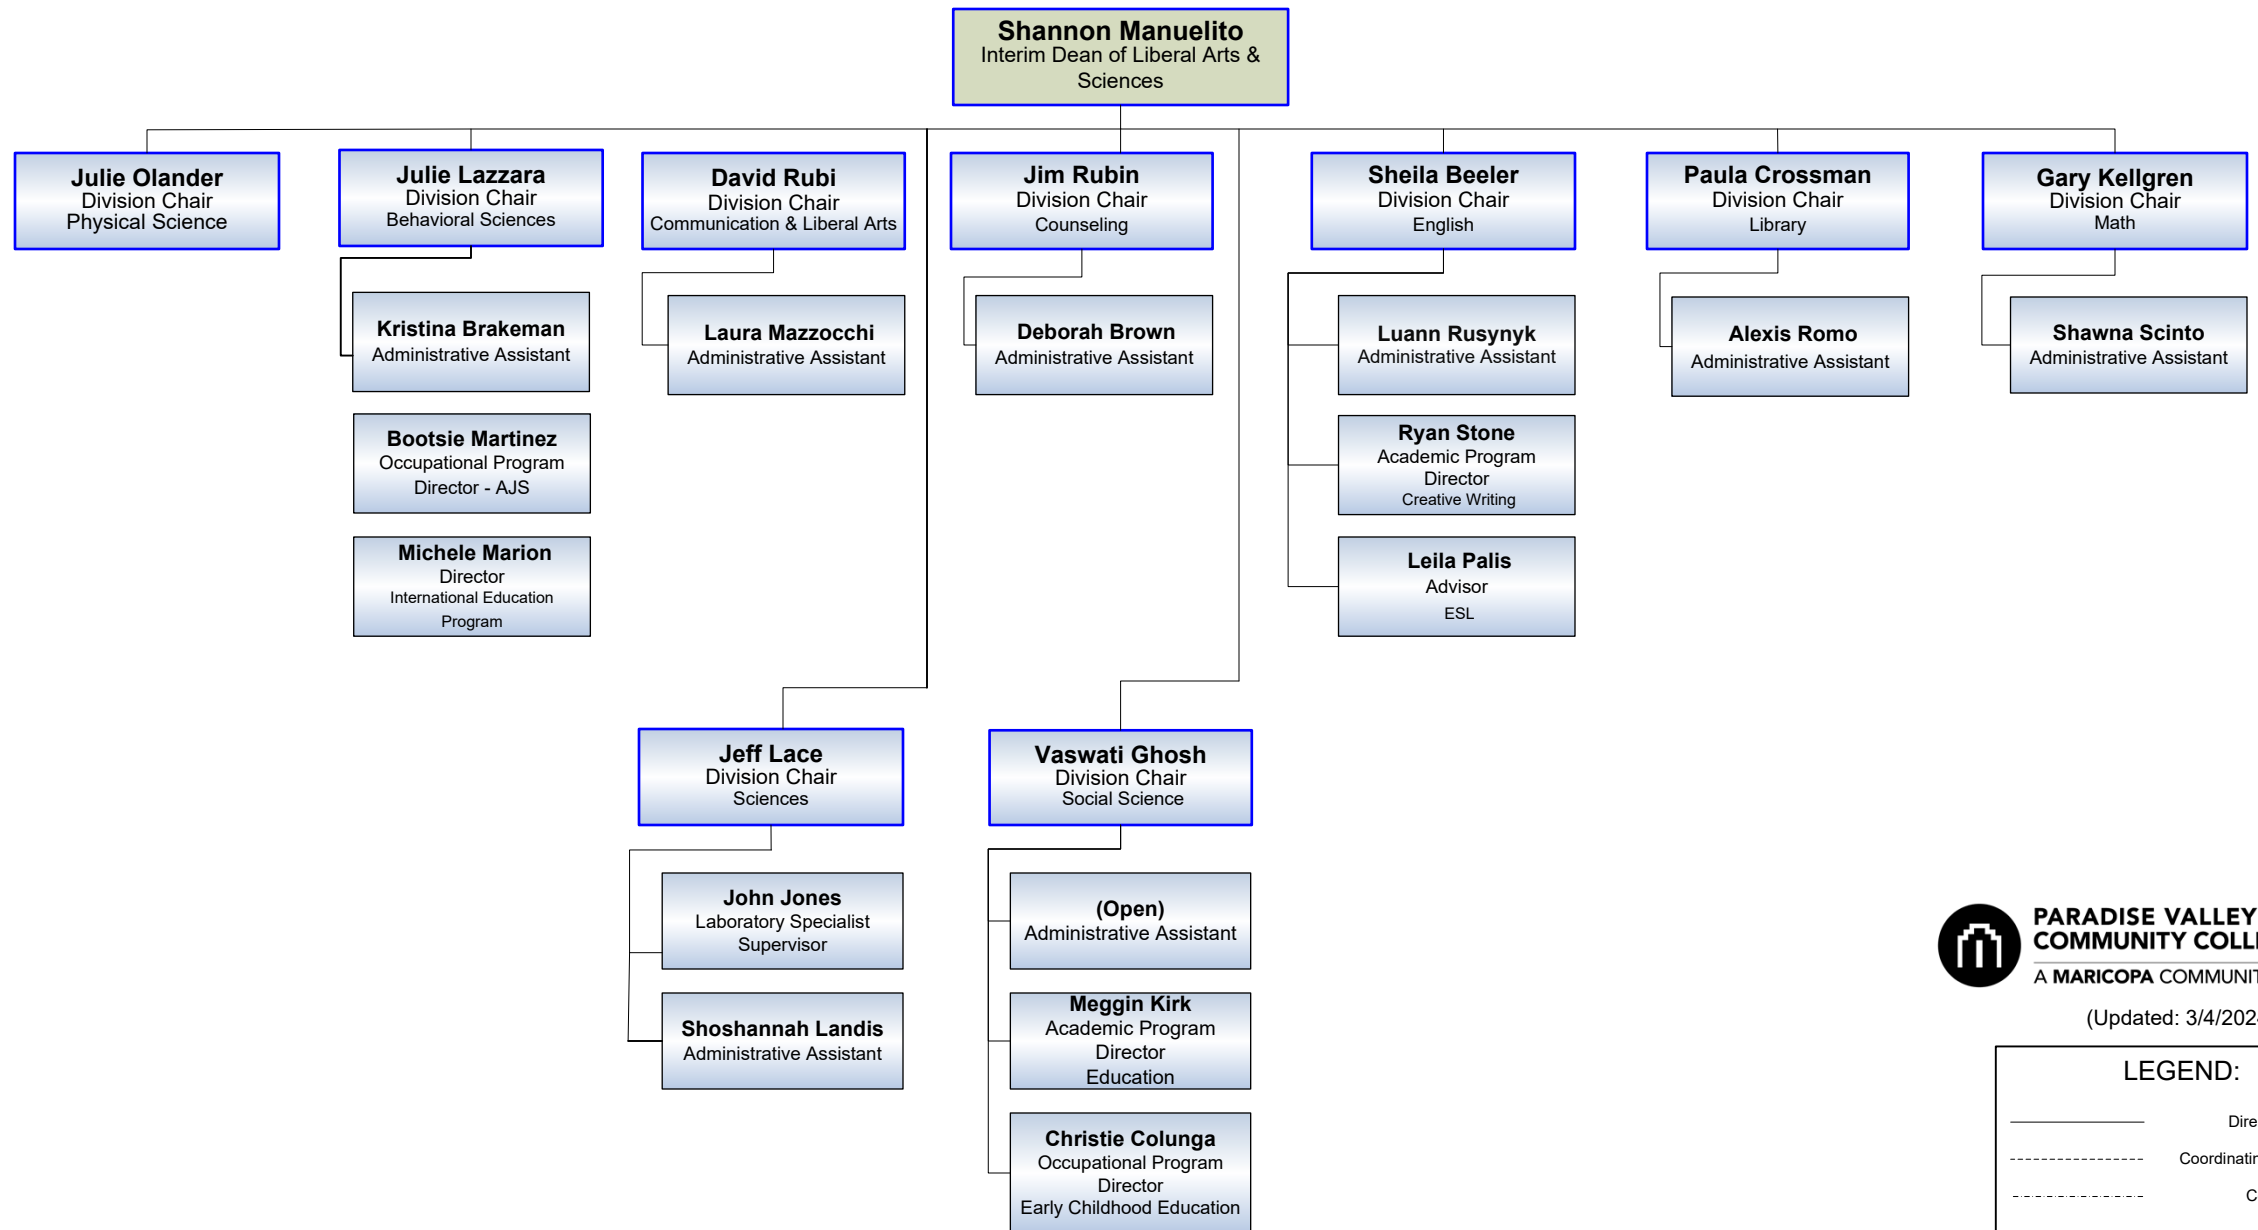 Shannon Manuelito
Interim Dean of Liberal Arts &
Sciences
Julie Olander
Division Chair
Physical Science
Julie Lazzara
Division Chair
Behavioral Sciences
David Rubi
Division Chair
Communication & Liberal Arts
Jim Rubin
Division Chair
Counseling
Sheila Beeler
Division Chair
English
Paula Crossman
Division Chair
Library
Gary Kellgren
Division Chair
Math
Kristina Brakeman
Administrative Assistant
Laura Mazzocchi
Administrative Assistant
Deborah Brown
Administrative Assistant
Luann Rusynyk
Administrative Assistant
Alexis Romo
Administrative Assistant
Shawna Scinto
Administrative Assistant
Bootsie Martinez
Occupational Program
Director - AJS
Ryan Stone
Academic Program
Director
Creative Writing
Michele Marion
Director
International Education
Program
Leila Palis
Advisor
ESL
Jeff Lace
Division Chair
Sciences
Vaswati Ghosh
Division Chair
Social Science
John Jones
Laboratory Specialist
Supervisor
(Open)
Administrative Assistant
Shoshannah Landis
Administrative Assistant
Meggin Kirk
Academic Program
Director
Education
Christie Colunga
Occupational Program
Director
Early Childhood Education
PARADISE VALLEY
COMMUNITY
A MARICOPA
(Updated:
LEGEND: